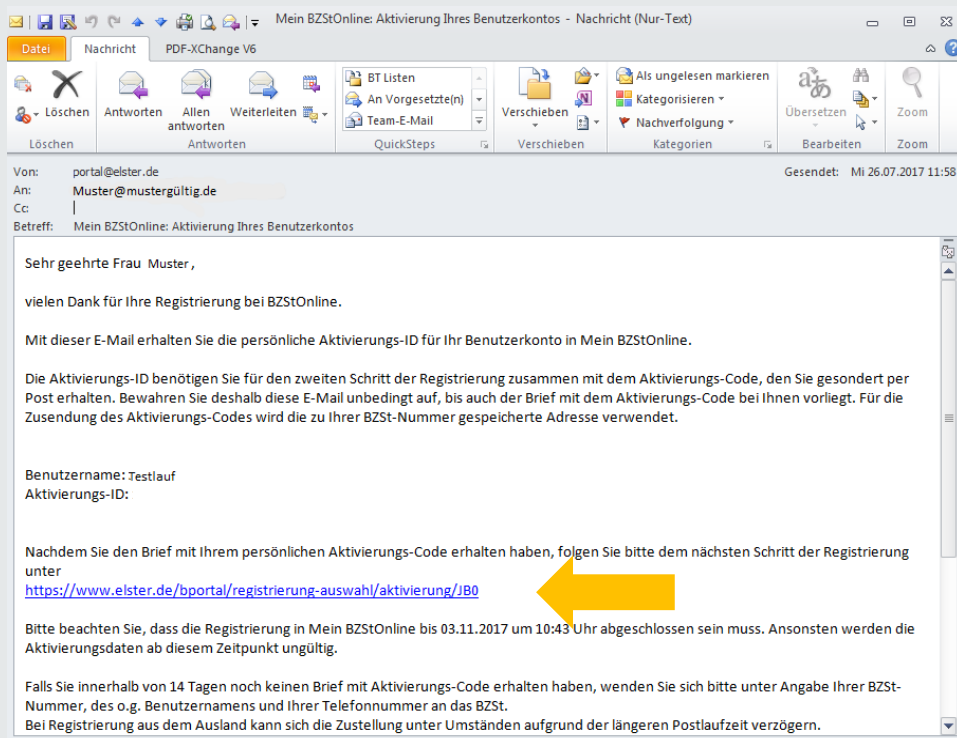 Mein BZStOnline: Aktivierung Ihres Benutzerkontos - Nachricht (Nur-Text)
Datei Nachricht PDF-XChange V6
Löschen
Antworten
Allen antworten
Weiterleiten
BT Listen
An Vorgesetzte(n)
Team-E-Mail
Verschieben
Als ungelesen markieren
Kategorisieren
Nachverfolgung
Übersetzen
Zoom
Löschen Antworten QuickSteps Verschieben Kategorien Bearbeiten Zoom
Von: portal@elster.de Gesendet: Mi 26.07.2017 11:58
An: Muster@mustergültig.de
Cc:
Betreff: Mein BZStOnline: Aktivierung Ihres Benutzerkontos
Sehr geehrte Frau Muster,
vielen Dank für Ihre Registrierung bei BZStOnline.
Mit dieser E-Mail erhalten Sie die persönliche Aktivierungs-ID für Ihr Benutzerkonto in Mein BZStOnline.
Die Aktivierungs-ID benötigen Sie für den zweiten Schritt der Registrierung zusammen mit dem Aktivierungs-Code, den Sie gesondert per
Post erhalten. Bewahren Sie deshalb diese E-Mail unbedingt auf, bis auch der Brief mit dem Aktivierungs-Code bei Ihnen vorliegt. Für die
Zusendung des Aktivierungs-Codes wird die zu Ihrer BZSt-Nummer gespeicherte Adresse verwendet.
Benutzername: Testlauf
Aktivierungs-ID:
Nachdem Sie den Brief mit Ihrem persönlichen Aktivierungs-Code erhalten haben, folgen Sie bitte dem nächsten Schritt der Registrierung
unter
https://www.elster.de/bportal/registrierung-auswahl/aktivierung/JB0
Bitte beachten Sie, dass die Registrierung in Mein BZStOnline bis 03.11.2017 um 10:43 Uhr abgeschlossen sein muss. Ansonsten werden die
Aktivierungsdaten ab diesem Zeitpunkt ungültig.
Falls Sie innerhalb von 14 Tagen noch keinen Brief mit Aktivierungs-Code erhalten haben, wenden Sie sich bitte unter Angabe Ihrer BZSt-
Nummer, des o.g. Benutzernamens und Ihrer Telefonnummer an das BZSt.
Bei Registrierung aus dem Ausland kann sich die Zustellung unter Umständen aufgrund der längeren Postlaufzeit verzögern.